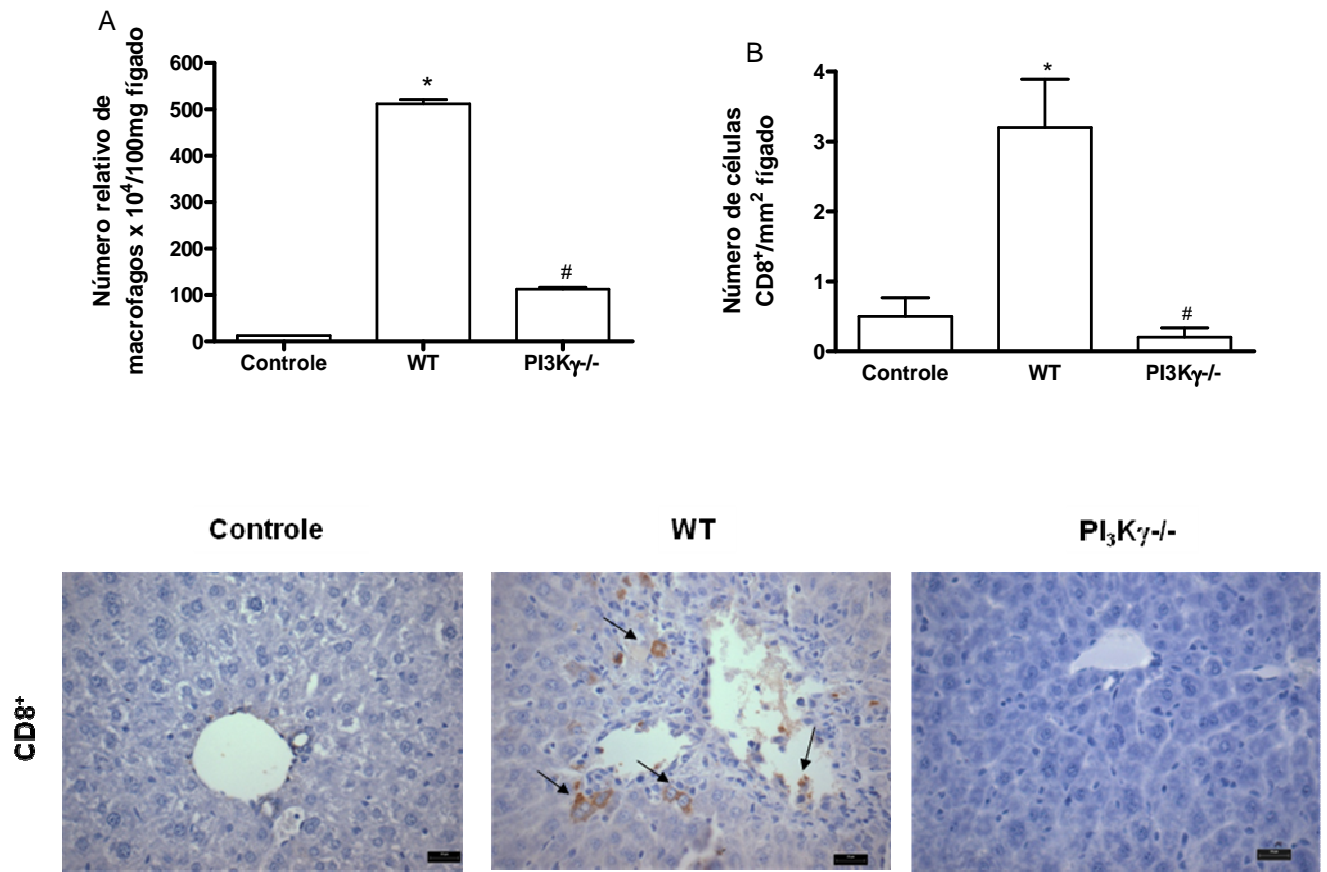 A
Número relativo de
macrofagos x 10⁴/100mg fígado
600
500
400
300
200
100
0
*
#
Controle
WT
PI3Kγ-/-
B
Número de células
CD8⁺/mm² fígado
4
3
2
1
0
*
#
Controle
WT
PI3Kγ-/-
Controle
WT
PI₃Kγ-/-
CD8⁺